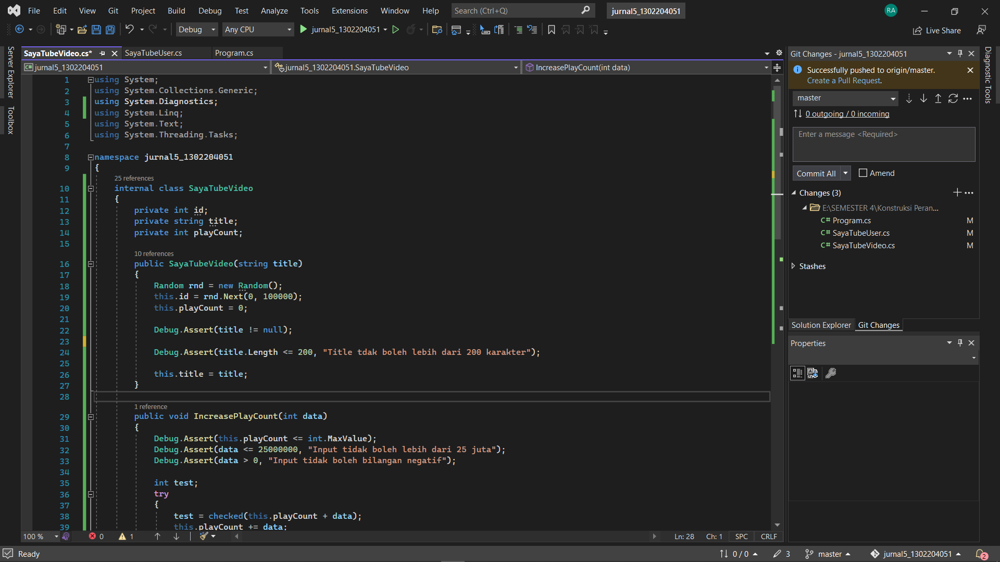 File Edit View Git Project Build Debug Test Analyze Tools Extensions Window Help Search (Ctrl+Q) jurnal5_1302204051 RA
Debug Any CPU jurnal5_1302204051 Live Share
Server Explorer
Toolbox
SayaTubeVideo.cs* SayaTubeUser.cs Program.cs
jurnal5_1302204051 jurnal5_1302204051.SayaTubeVideo IncreasePlayCount(int data)
1 using System;
2 using System.Collections.Generic;
3 using System.Diagnostics;
4 using System.Linq;
5 using System.Text;
6 using System.Threading.Tasks;
7
8 namespace jurnal5_1302204051
9 {
25 references
10 internal class SayaTubeVideo
11 {
12 private int id;
13 private string title;
14 private int playCount;
15
10 references
16 public SayaTubeVideo(string title)
17 {
18 Random rnd = new Random();
19 this.id = rnd.Next(0, 100000);
20 this.playCount = 0;
21
22 Debug.Assert(title != null);
23
24 Debug.Assert(title.Length <= 200, "Title tdak boleh lebih dari 200 karakter");
25
26 this.title = title;
27 }
28
1 reference
29 public void IncreasePlayCount(int data)
30 {
31 Debug.Assert(this.playCount <= int.MaxValue);
32 Debug.Assert(data <= 25000000, "Input tidak boleh lebih dari 25 juta");
33 Debug.Assert(data > 0, "Input tidak boleh bilangan negatif");
34
35 int test;
36 try
37 {
38 test = checked(this.playCount + data);
39 this.playCount += data;
100 % 0 1 Ln: 28 Ch: 1 SPC CRLF
Git Changes - jurnal5_1302204051
Successfully pushed to origin/master.
Create a Pull Request.
master
0 outgoing / 0 incoming
Enter a message <Required>
Commit All Amend
Changes (3)
E:\SEMESTER 4\Konstruksi Peran...
C# Program.cs M
C# SayaTubeUser.cs M
C# SayaTubeVideo.cs M
Stashes
Solution Explorer Git Changes
Properties
Diagnostic Tools
Ready 0 / 0 3 master jurnal5_1302204051 2